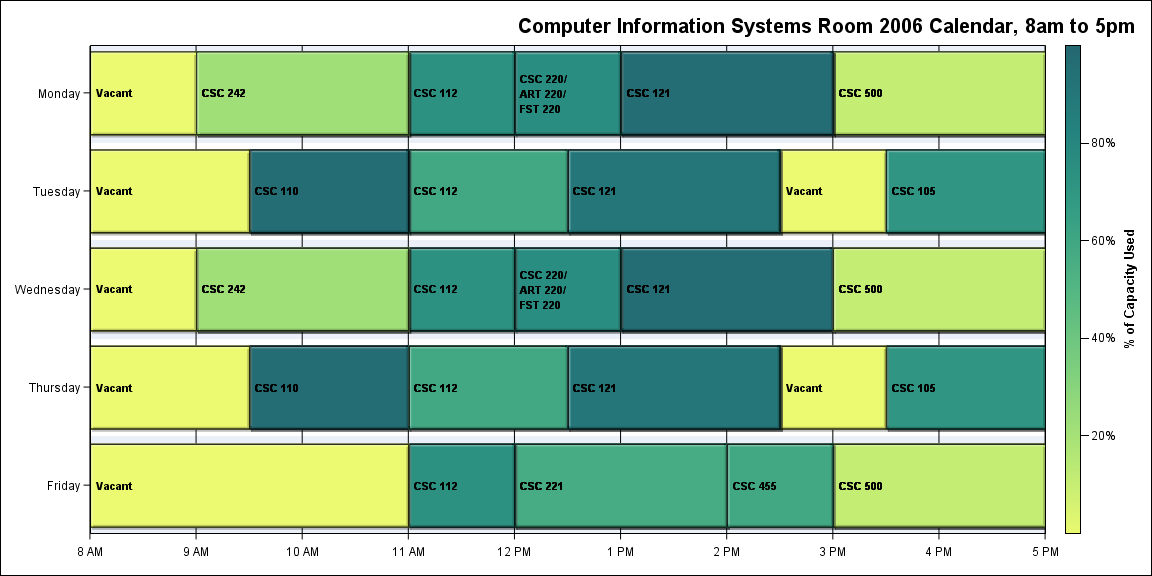 Computer Information Systems Room 2006 Calendar, 8am to 5pm
Monday
Vacant
CSC 242
CSC 112
CSC 220/
ART 220/
FST 220
CSC 121
CSC 500
Tuesday
Vacant
CSC 110
CSC 112
CSC 121
Vacant
CSC 105
Wednesday
Vacant
CSC 242
CSC 112
CSC 220/
ART 220/
FST 220
CSC 121
CSC 500
Thursday
Vacant
CSC 110
CSC 112
CSC 121
Vacant
CSC 105
Friday
Vacant
CSC 112
CSC 221
CSC 455
CSC 500
8 AM
9 AM
10 AM
11 AM
12 PM
1 PM
2 PM
3 PM
4 PM
5 PM
80%
60%
40%
20%
% of Capacity Used